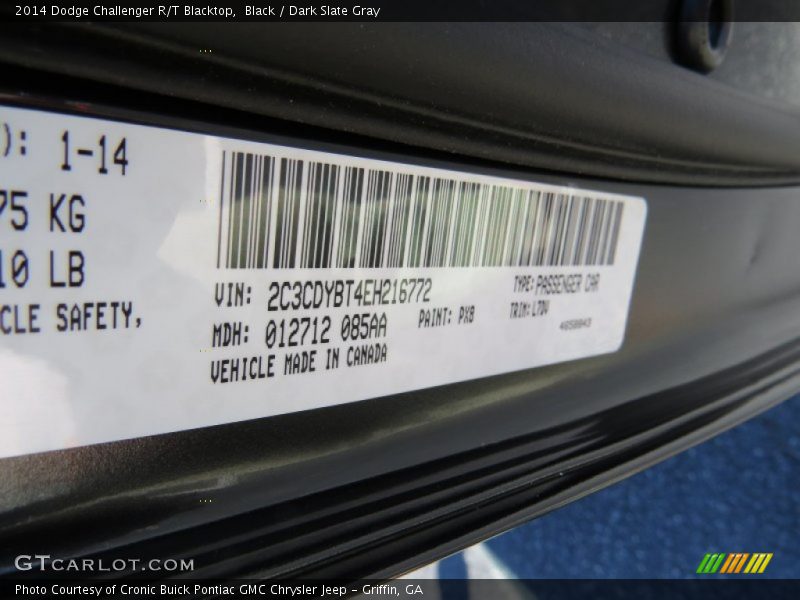 2014 Dodge Challenger R/T Blacktop,  Black / Dark Slate Gray
): 1-14
75 KG
10 LB
CLE SAFETY,
VIN: 2C3CDYBT4EH216772
TYPE: PASSENGER CAR
MDH: 012712 085AA
PAINT: PX8
TRIM: L7DV
VEHICLE MADE IN CANADA
GTCARLOT.COM
Photo Courtesy of Cronic Buick Pontiac GMC Chrysler Jeep - Griffin, GA